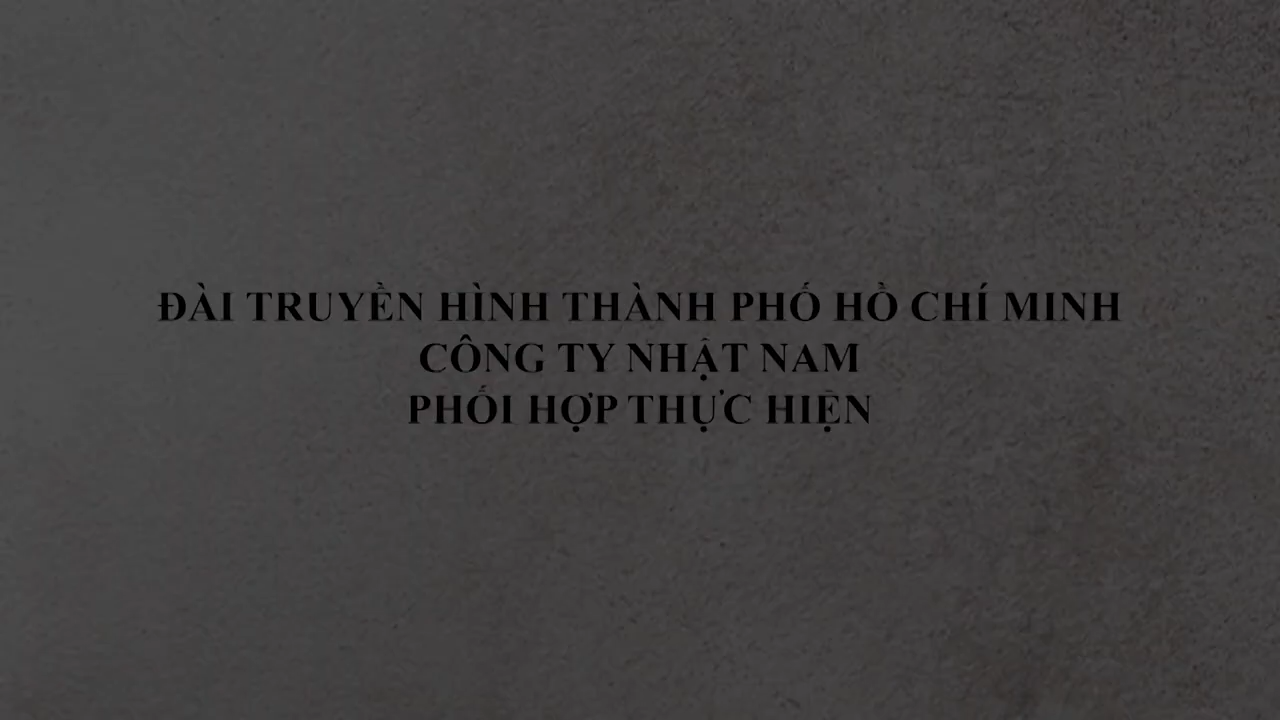 ĐÀI TRUYỀN HÌNH THÀNH PHỐ HỒ CHÍ MINH
CÔNG TY NHẬT NAM
PHỐI HỢP THỰC HIỆN